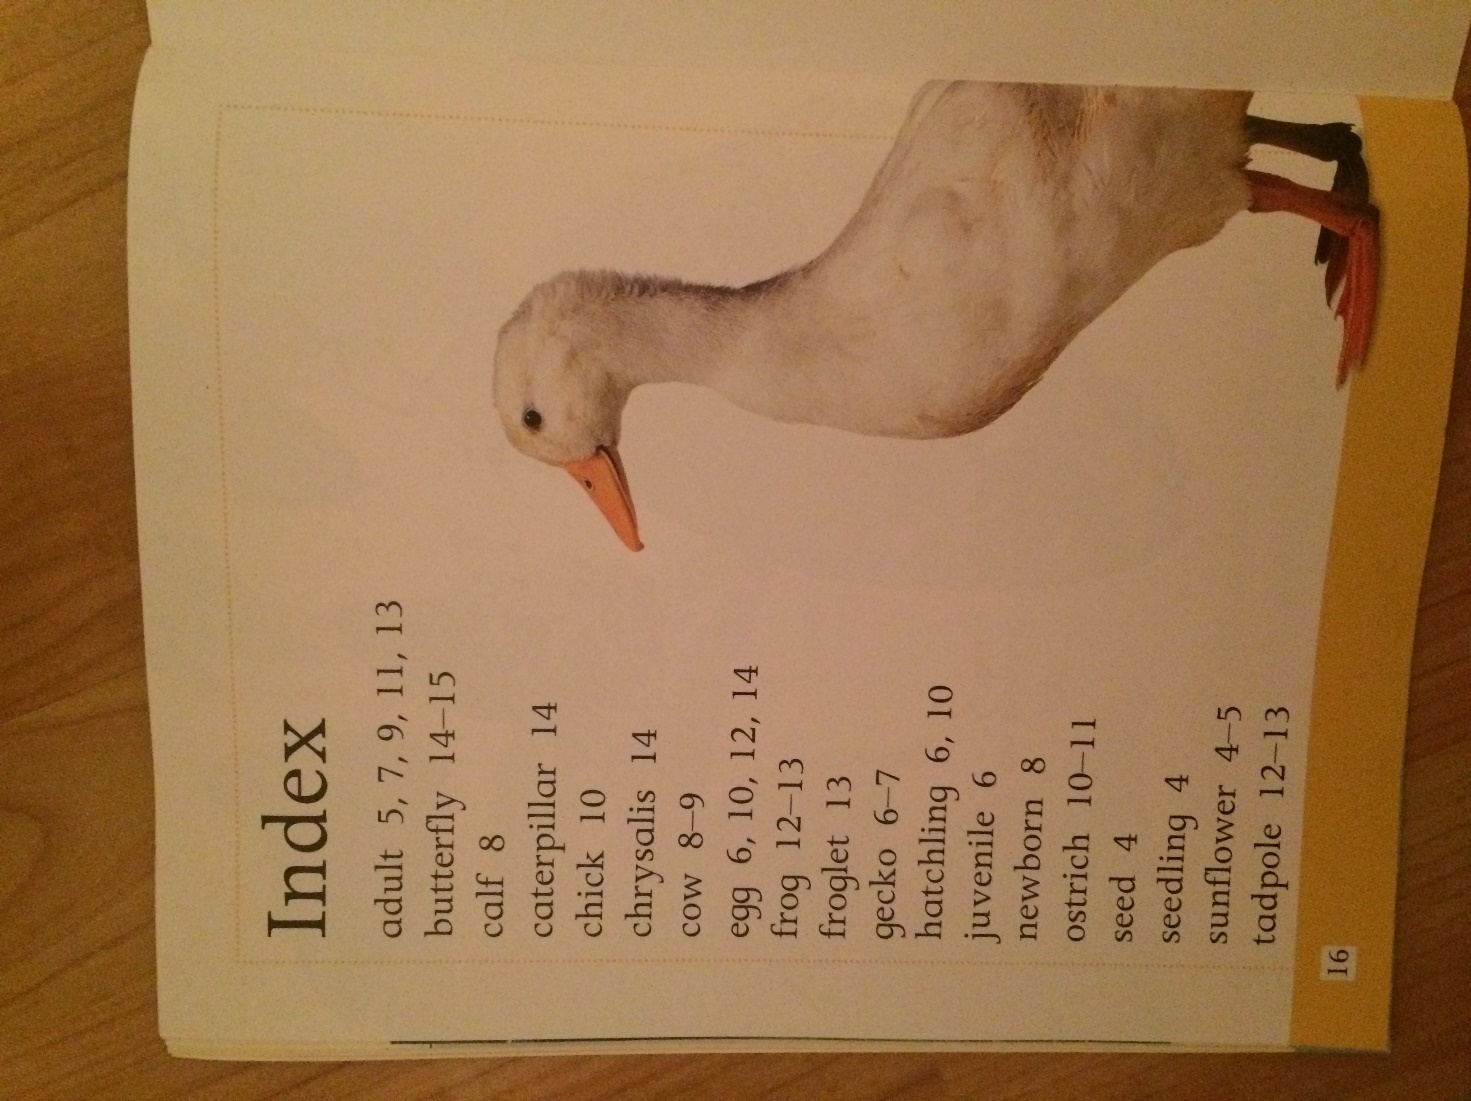 Index
adult 5, 7, 9, 11, 13
butterfly 14–15
calf 8
caterpillar 14
chick 10
chrysalis 14
cow 8–9
egg 6, 10, 12, 14
frog 12–13
froglet 13
gecko 6–7
hatchling 6, 10
juvenile 6
newborn 8
ostrich 10–11
seed 4
seedling 4
sunflower 4–5
tadpole 12–13
16